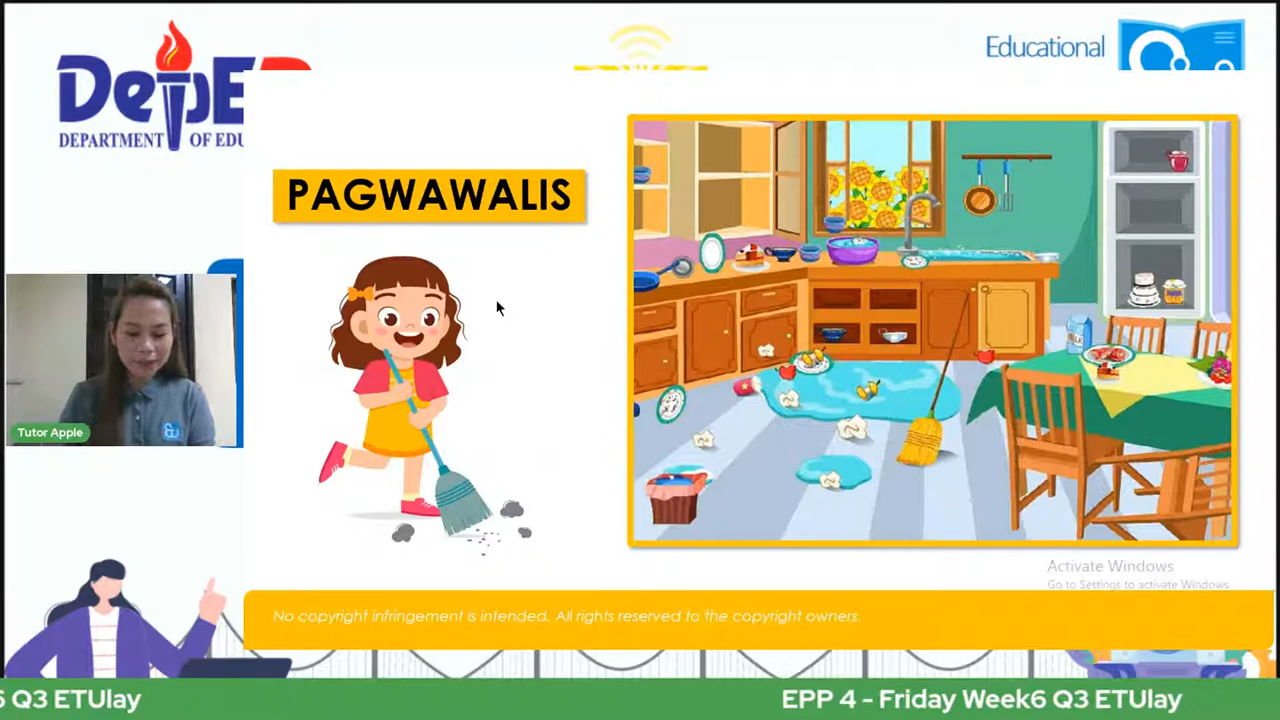 Educational
DepE
DEPARTMENT OF EDU
PAGWAWALIS
MILK
Tutor Apple
Activate Windows
Go to Settings to activate Windows.
No copyright infringement is intended. All rights reserved to the copyright owners.
6 Q3 ETUlay
EPP 4 - Friday Week6 Q3 ETUlay